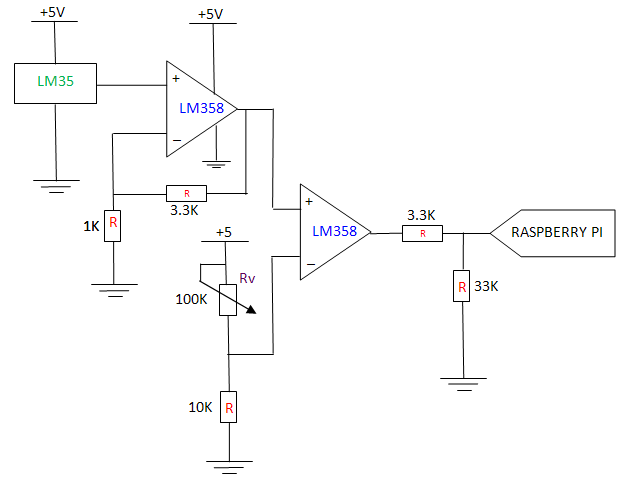 +5V
+5V
LM35
+
LM358
−
R
3.3K
1K
R
+
LM358
−
3.3K
R
RASPBERRY PI
+5
Rv
100K
R
R
33K
10K
R